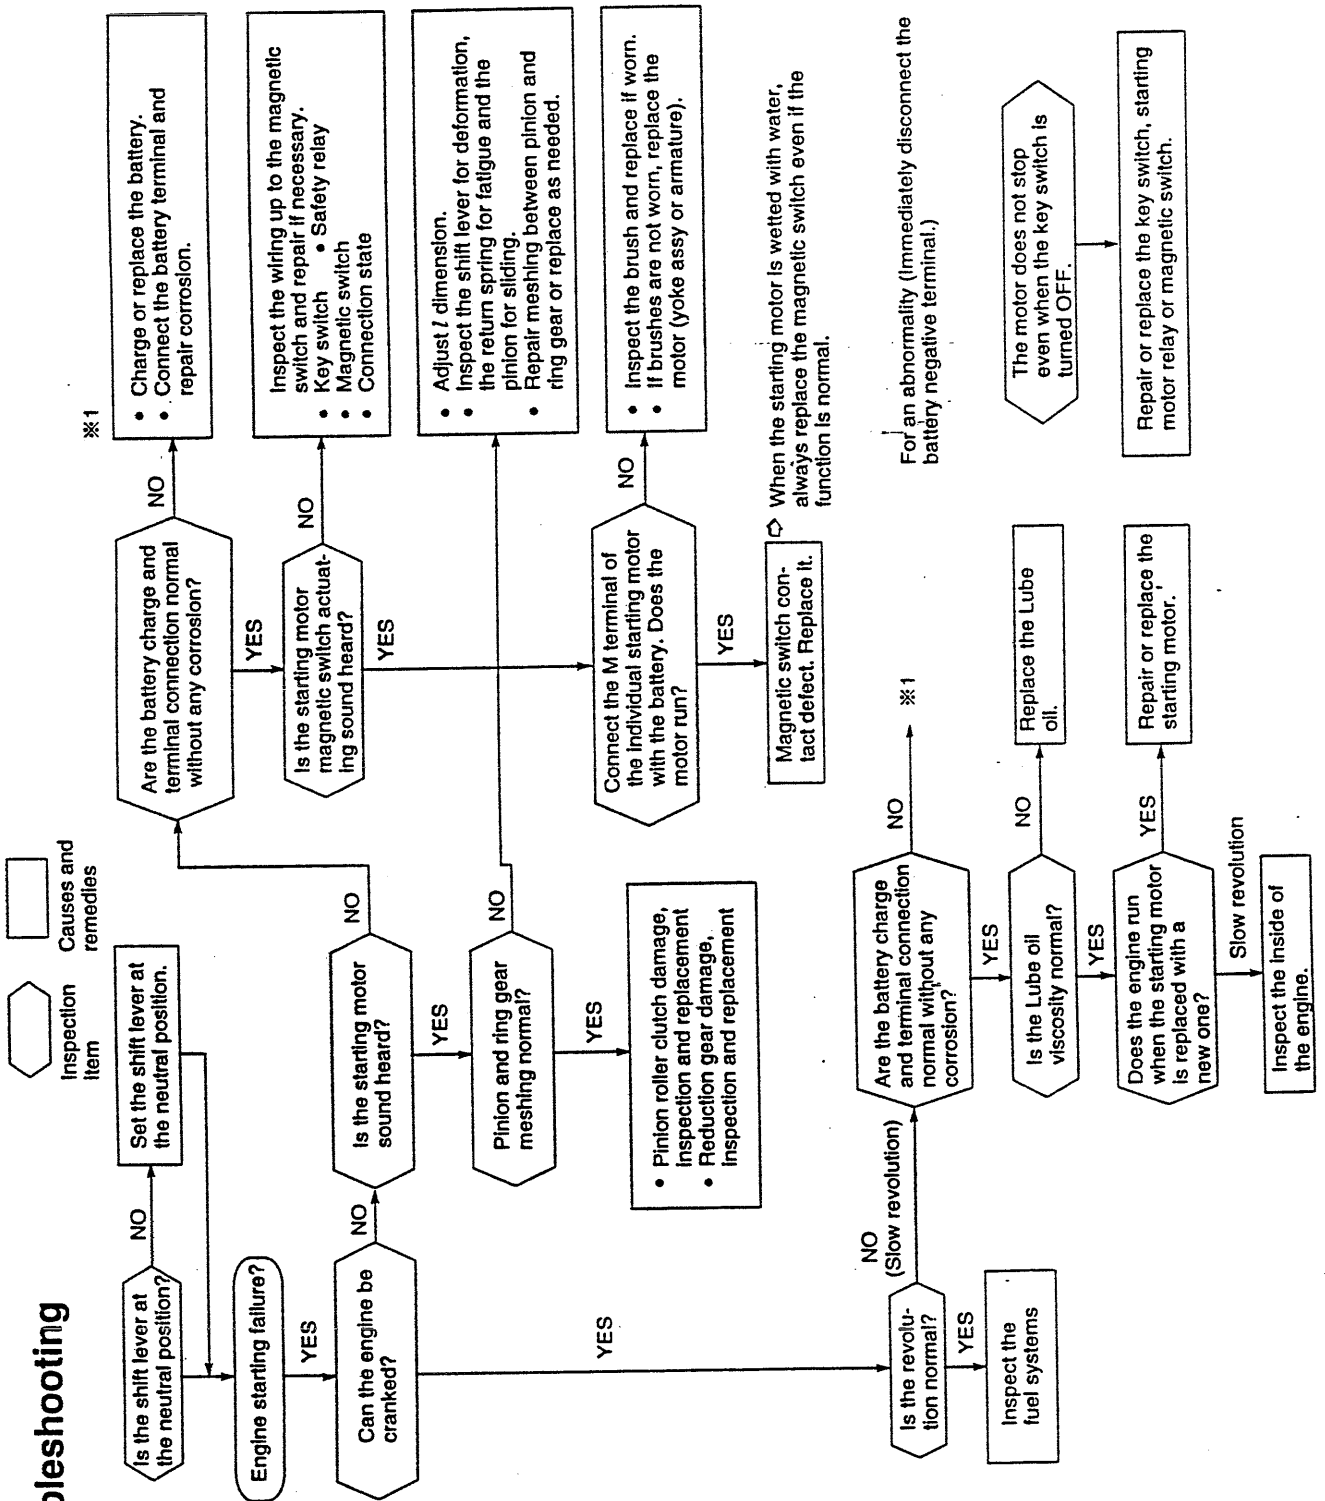 bleshooting
Inspection
item
Causes and
remedies
Is the shift lever at
the neutral position?
NO
Set the shift lever at
the neutral position.
Engine starting failure?
YES
Can the engine be
cranked?
NO
Is the starting motor
sound heard?
NO
Are the battery charge and
terminal connection normal
without any corrosion?
NO
※1
• Charge or replace the battery.
• Connect the battery terminal and
repair corrosion.
YES
Is the starting motor
magnetic switch actuat-
ing sound heard?
NO
Inspect the wiring up to the magnetic
switch and repair if necessary.
• Key switch • Safety relay
• Magnetic switch
• Connection state
YES
YES
Pinion and ring gear
meshing normal?
NO
• Adjust l dimension.
• Inspect the shift lever for deformation,
the return spring for fatigue and the
pinion for sliding.
• Repair meshing between pinion and
ring gear or replace as needed.
YES
• Pinion roller clutch damage,
Inspection and replacement
• Reduction gear damage,
Inspection and replacement
Connect the M terminal of
the individual starting motor
with the battery. Does the
motor run?
NO
• Inspect the brush and replace if worn.
• If brushes are not worn, replace the
motor (yoke assy or armature).
YES
Magnetic switch con-
tact defect. Replace it.
⇨ When the starting motor is wetted with water,
always replace the magnetic switch even if the
function is normal.
YES
Is the revolu-
tion normal?
NO
(Slow revolution)
YES
Inspect the
fuel systems
Are the battery charge
and terminal connection
normal without any
corrosion?
NO
※1
YES
Is the Lube oil
viscosity normal?
NO
Replace the Lube
oil.
YES
Does the engine run
when the starting motor
is replaced with a
new one?
YES
Repair or replace the
starting motor.
Slow revolution
Inspect the inside of
the engine.
For an abnormality (Immediately disconnect the
battery negative terminal.)
The motor does not stop
even when the key switch is
turned OFF.
Repair or replace the key switch, starting
motor relay or magnetic switch.